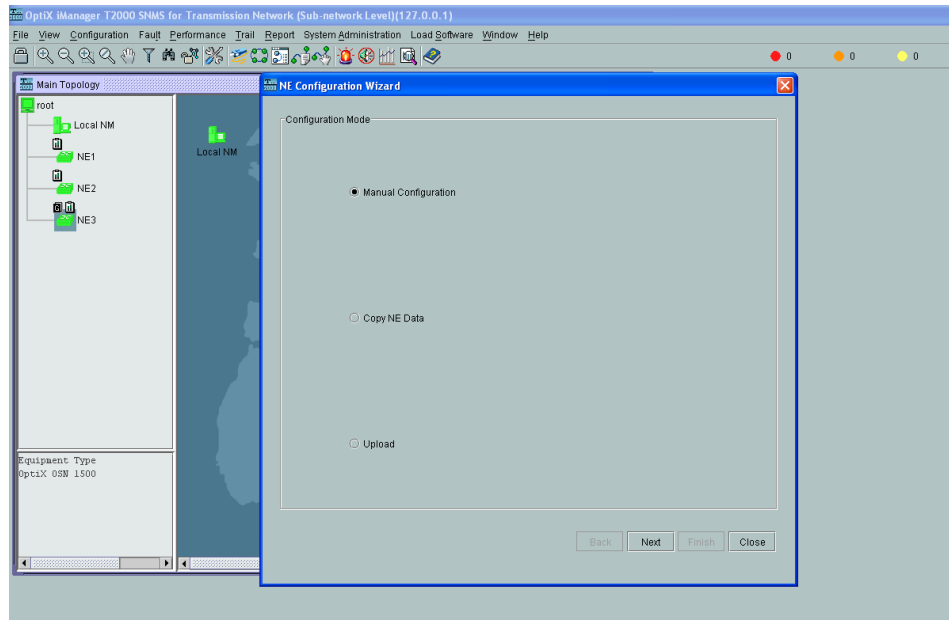 OptiX iManager T2000 SNMS for Transmission Network (Sub-network Level)(127.0.0.1)
File View Configuration Fault Performance Trail Report System Administration Load Software Window Help
0 0 0
Main Topology
root
Local NM
NE1
NE2
NE3
Local NM
Equipment Type
OptiX OSN 1500
NE Configuration Wizard
Configuration Mode
Manual Configuration
Copy NE Data
Upload
Back Next Finish Close